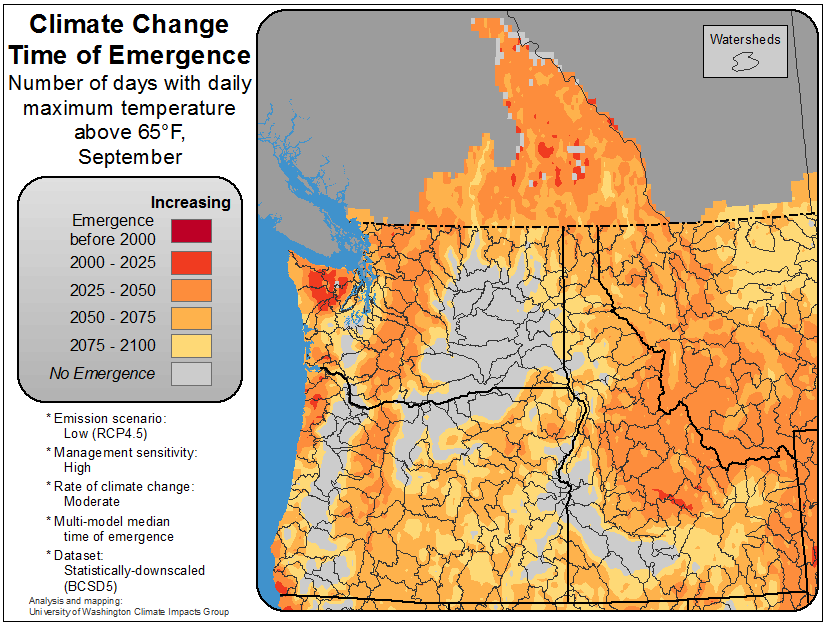 Climate Change
Time of Emergence
Number of days with daily
maximum temperature
above 65°F,
September
Watersheds
Increasing
Emergence
before 2000
2000 - 2025
2025 - 2050
2050 - 2075
2075 - 2100
No Emergence
* Emission scenario:
Low (RCP4.5)
* Management sensitivity:
High
* Rate of climate change:
Moderate
* Multi-model median
time of emergence
* Dataset:
Statistically-downscaled
(BCSD5)
Analysis and mapping:
University of Washington Climate Impacts Group